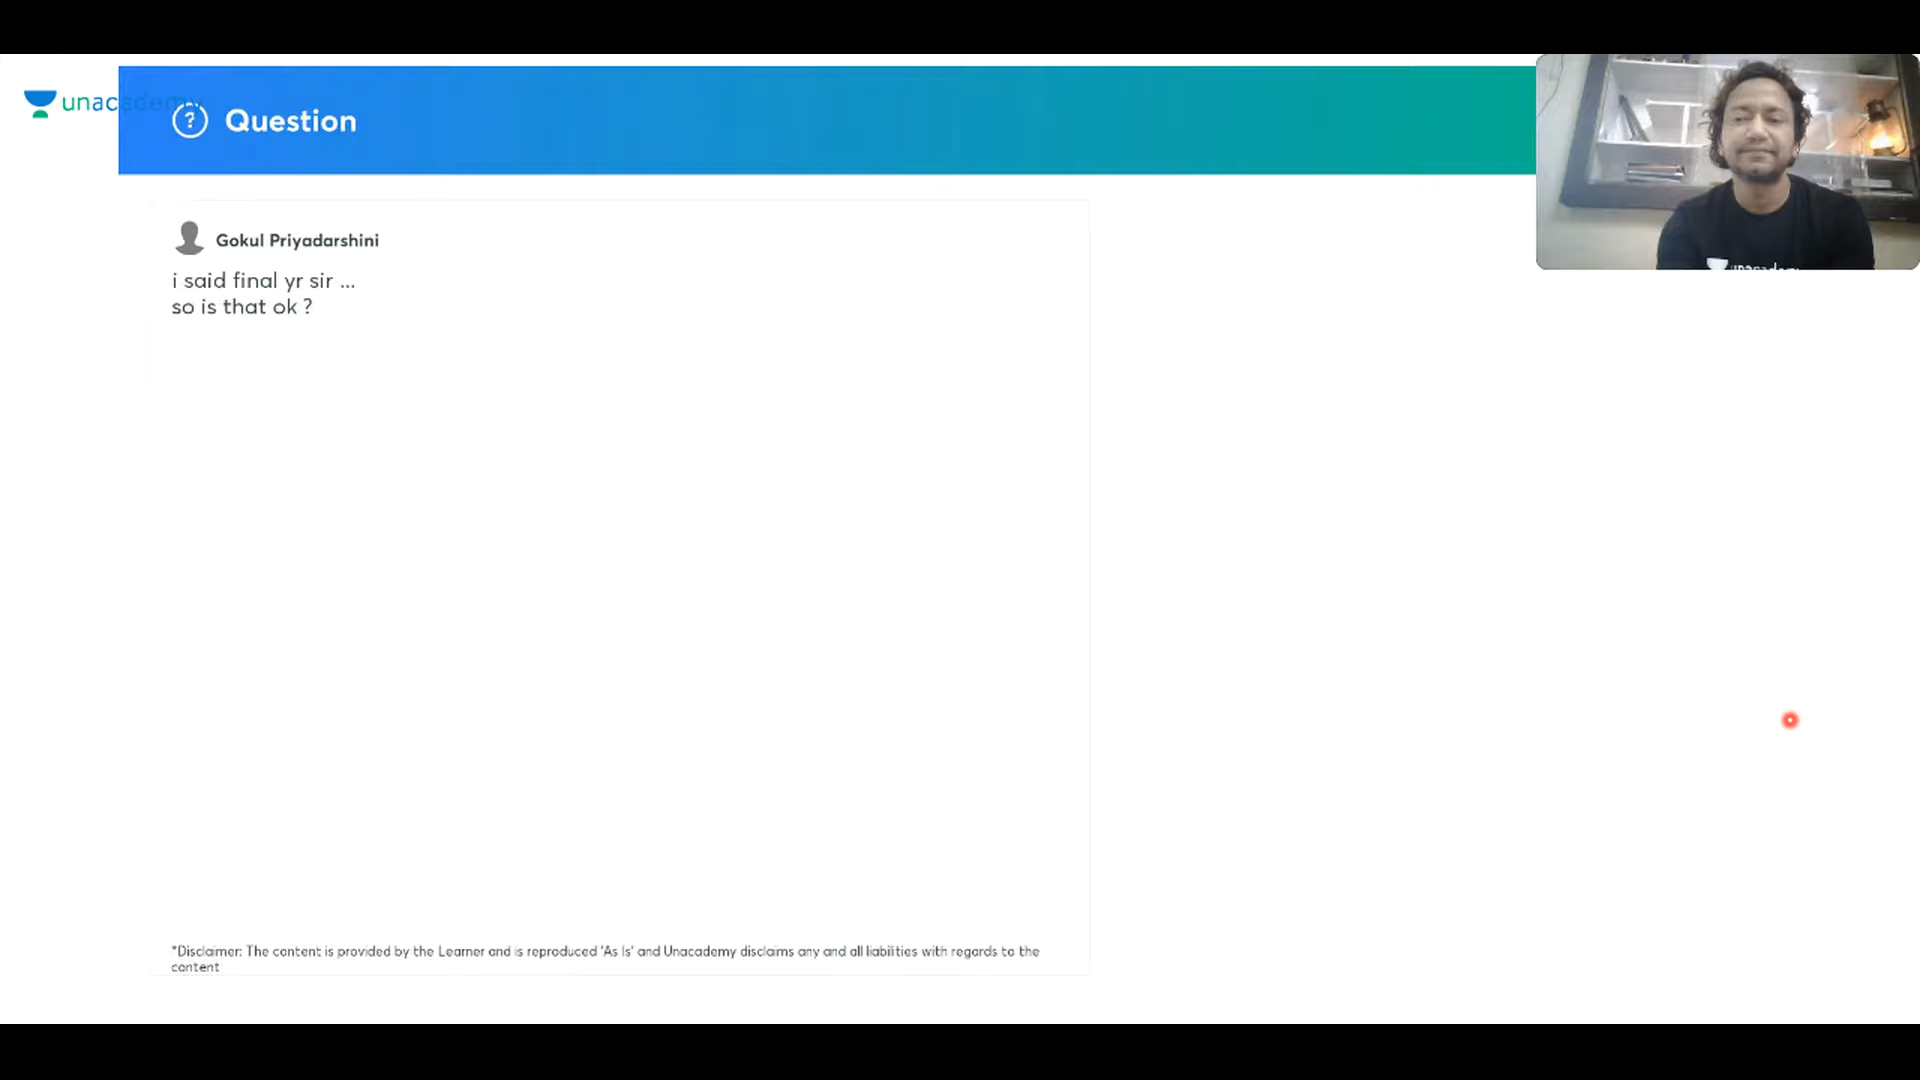 unacademy
Question
Gokul Priyadarshini
i said final yr sir ...
so is that ok ?
*Disclaimer: The content is provided by the Learner and is reproduced 'As Is' and Unacademy disclaims any and all liabilities with regards to the
content